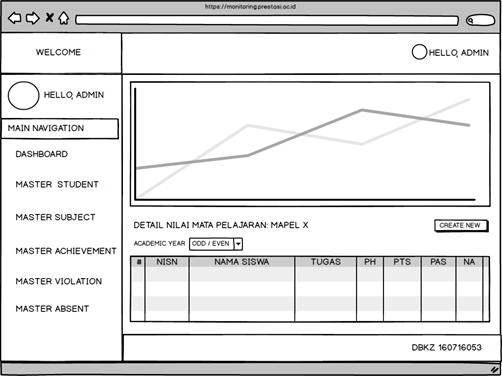 https://monitoring.prestasi.ac.id
WELCOME
HELLO, ADMIN
HELLO, ADMIN
MAIN NAVIGATION
DASHBOARD
MASTER STUDENT
MASTER SUBJECT
MASTER ACHIEVEMENT
MASTER VIOLATION
MASTER ABSENT
DETAIL NILAI MATA PELAJARAN: MAPEL X
CREATE NEW
ACADEMIC YEAR ODD / EVEN
# NISN NAMA SISWA TUGAS PH PTS PAS NA
DBKZ 160716053